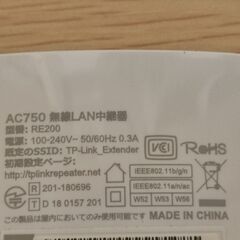 AC750 無線LAN中継器
型番: RE200
電源: 100-240V~ 50/60Hz 0.3A
既定のSSID: TP-Link_Extender
初期設定ページ:
http://tplinkrepeater.net
VCCI
RoHS
R 201-180696
T D 18 0157 201
IEEE802.11b/g/n
IEEE802.11a/n/ac
W52 W53 W56
MADE IN CHINA